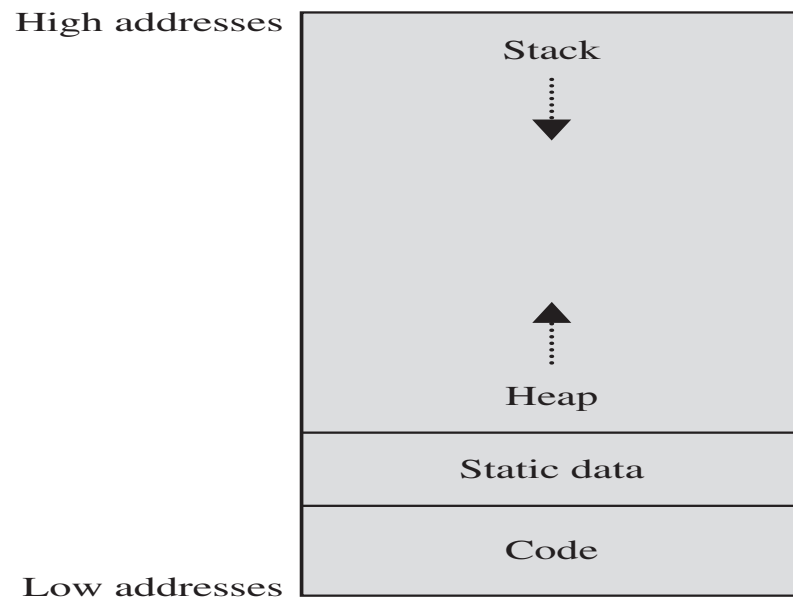 High addresses
Stack
Heap
Static data
Code
Low addresses